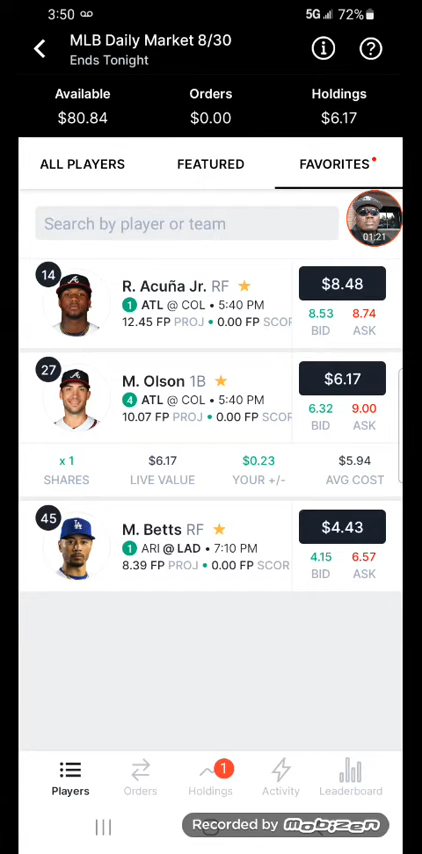 3:50
5G 72%
MLB Daily Market 8/30
Ends Tonight
Available Orders Holdings
$80.84 $0.00 $6.17
ALL PLAYERS FEATURED FAVORITES
Search by player or team
01:21
14
R. Acuña Jr. RF
1 ATL @ COL • 5:40 PM
12.45 FP PROJ • 0.00 FP SCOR
$8.48
8.53 8.74
BID ASK
27
M. Olson 1B
4 ATL @ COL • 5:40 PM
10.07 FP PROJ • 0.00 FP SCOR
$6.17
6.32 9.00
BID ASK
x 1 $6.17 $0.23 $5.94
SHARES LIVE VALUE YOUR +/- AVG COST
45
M. Betts RF
1 ARI @ LAD • 7:10 PM
8.39 FP PROJ • 0.00 FP SCOR
$4.43
4.15 6.57
BID ASK
1
Players Orders Holdings Activity Leaderboard
Recorded by Mobizen